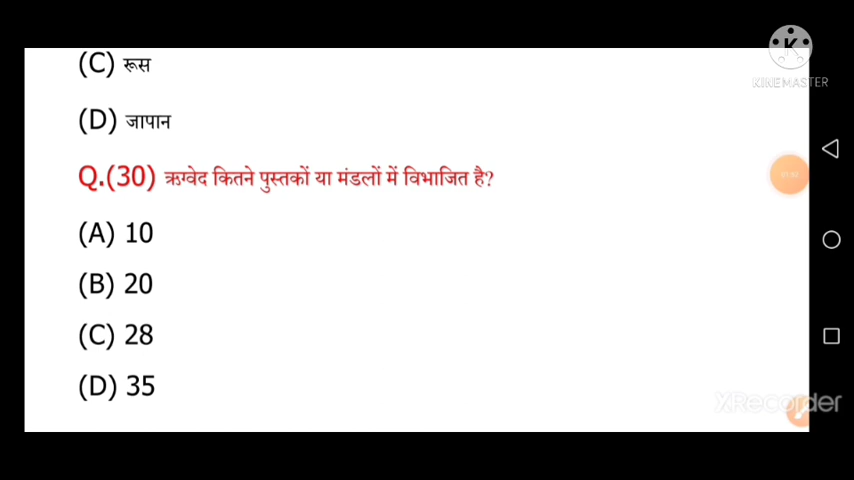 (C) रूस
KINEMASTER
(D) जापान
Q.(30) ऋग्वेद कितने पुस्तकों या मंडलों में विभाजित है?
(A) 10
(B) 20
(C) 28
(D) 35
XRecorder